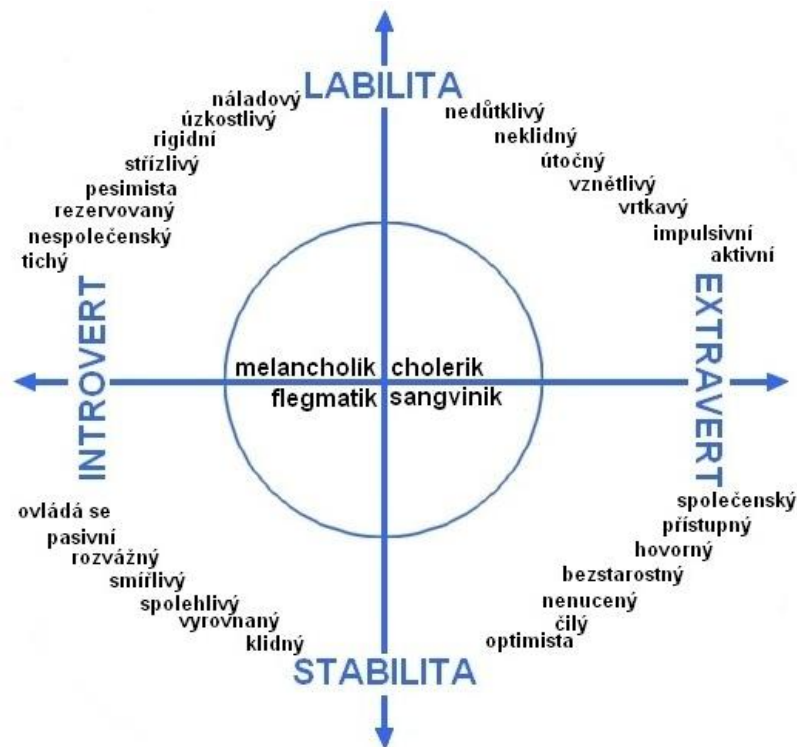 LABILITA
náladový
úzkostlivý
rigidní
střízlivý
pesimista
rezervovaný
nespolečenský
tichý
nedůtklivý
neklidný
útočný
vznětlivý
vrtkavý
impulsivní
aktivní
INTROVERT
EXTRAVERT
melancholik cholerik
flegmatik sangvinik
ovládá se
pasivní
rozvážný
smířlivý
spolehlivý
vyrovnaný
klidný
společenský
přístupný
hovorný
bezstarostný
nenucený
čilý
optimista
STABILITA